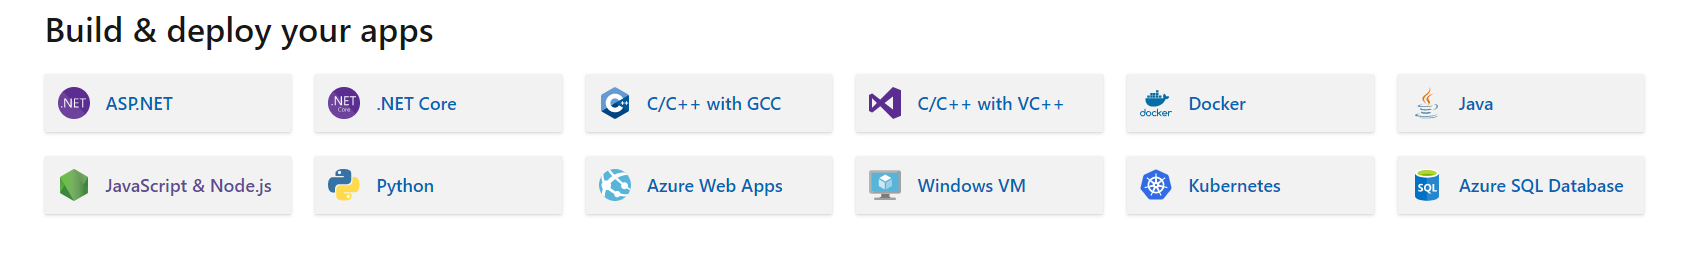 Build & deploy your apps
.NET ASP.NET
.NET Core .NET Core
C++ C/C++ with GCC
C/C++ with VC++
docker Docker
Java
JavaScript & Node.js
Python
Azure Web Apps
Windows VM
Kubernetes
SQL Azure SQL Database